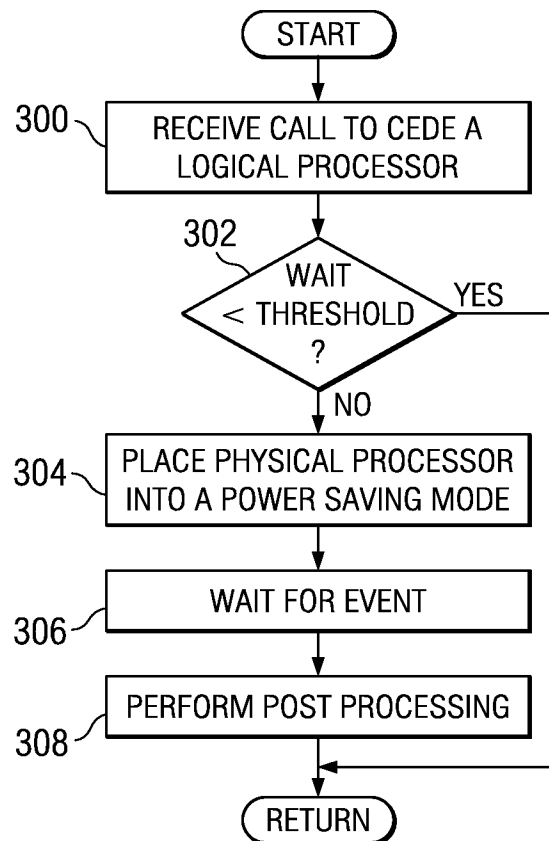 START
300
RECEIVE CALL TO CEDE A
LOGICAL PROCESSOR
302
WAIT
< THRESHOLD
?
YES
NO
304
PLACE PHYSICAL PROCESSOR
INTO A POWER SAVING MODE
306
WAIT FOR EVENT
308
PERFORM POST PROCESSING
RETURN